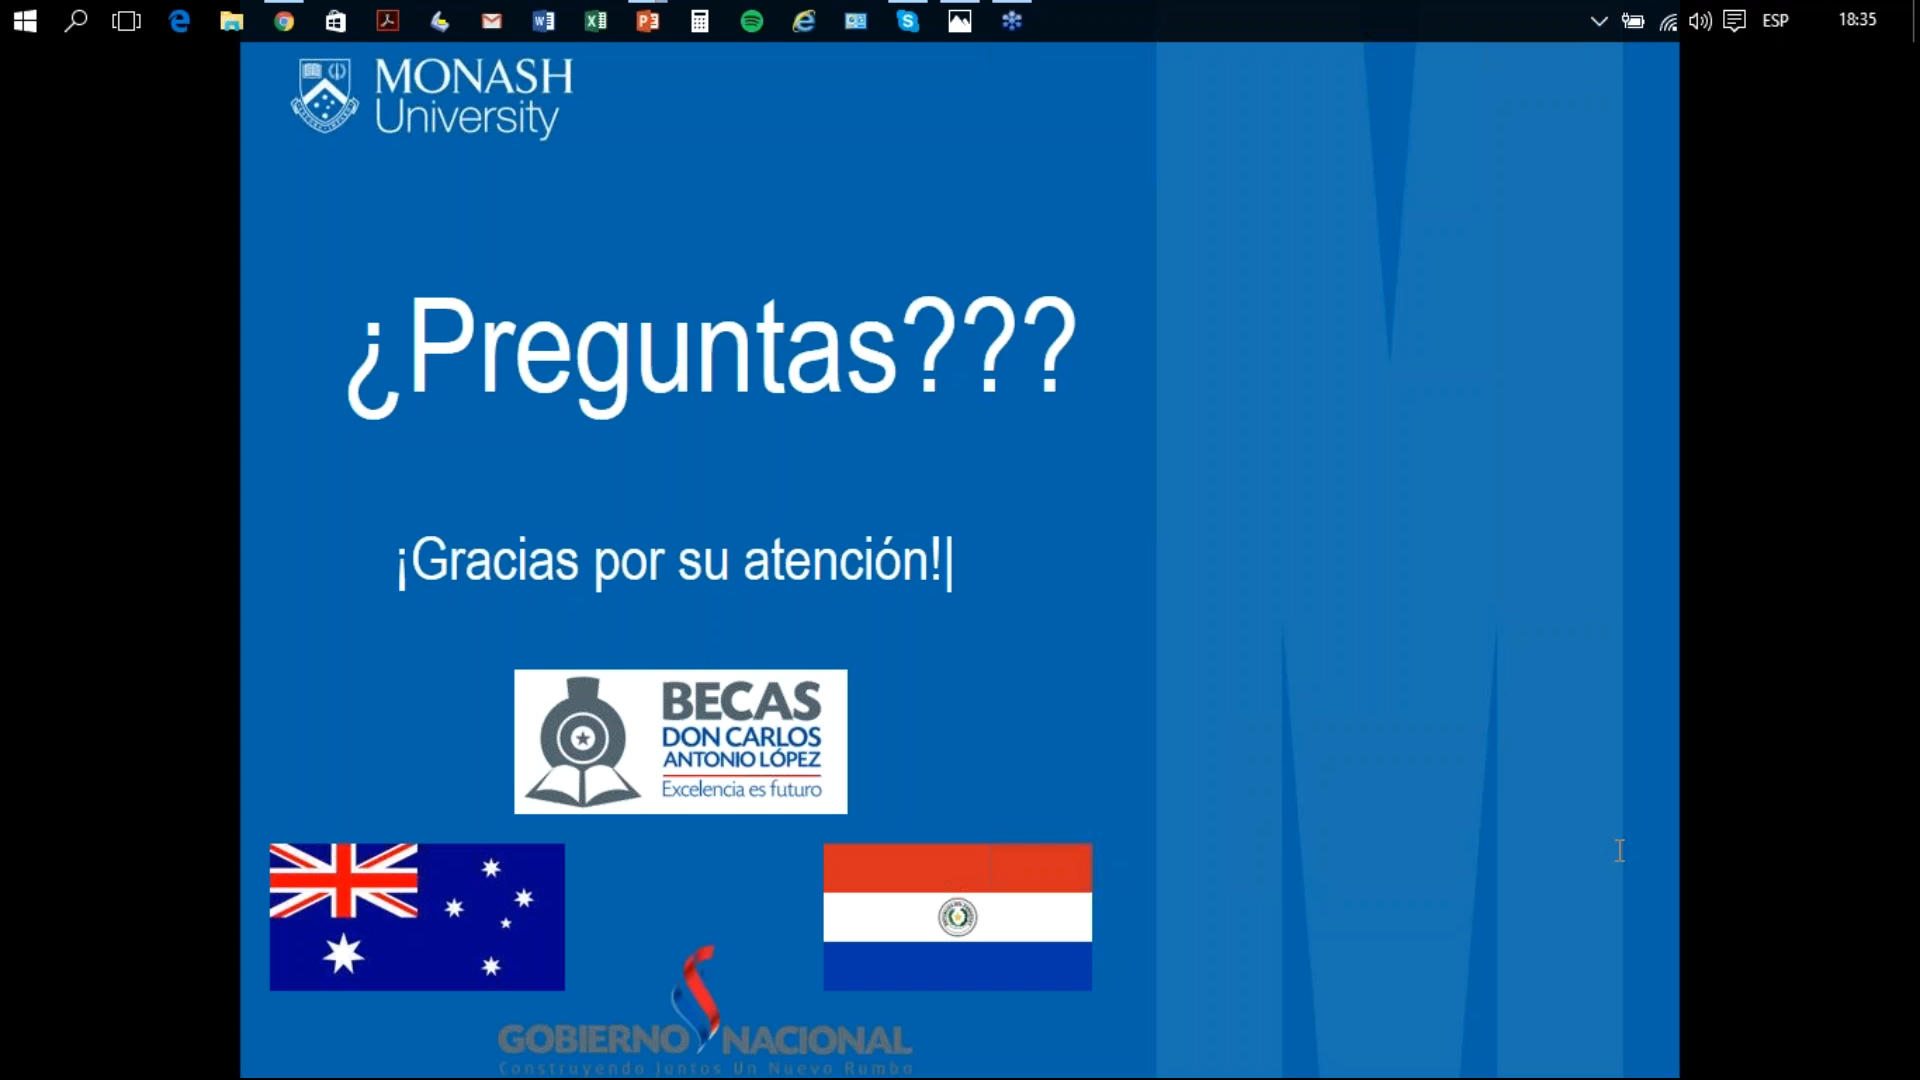 ESP
18:35
MONASH
University
¿Preguntas???
¡Gracias por su atención!
BECAS
DON CARLOS
ANTONIO LÓPEZ
Excelencia es futuro
GOBIERNO NACIONAL
Construyendo Juntos Un Nuevo Rumbo